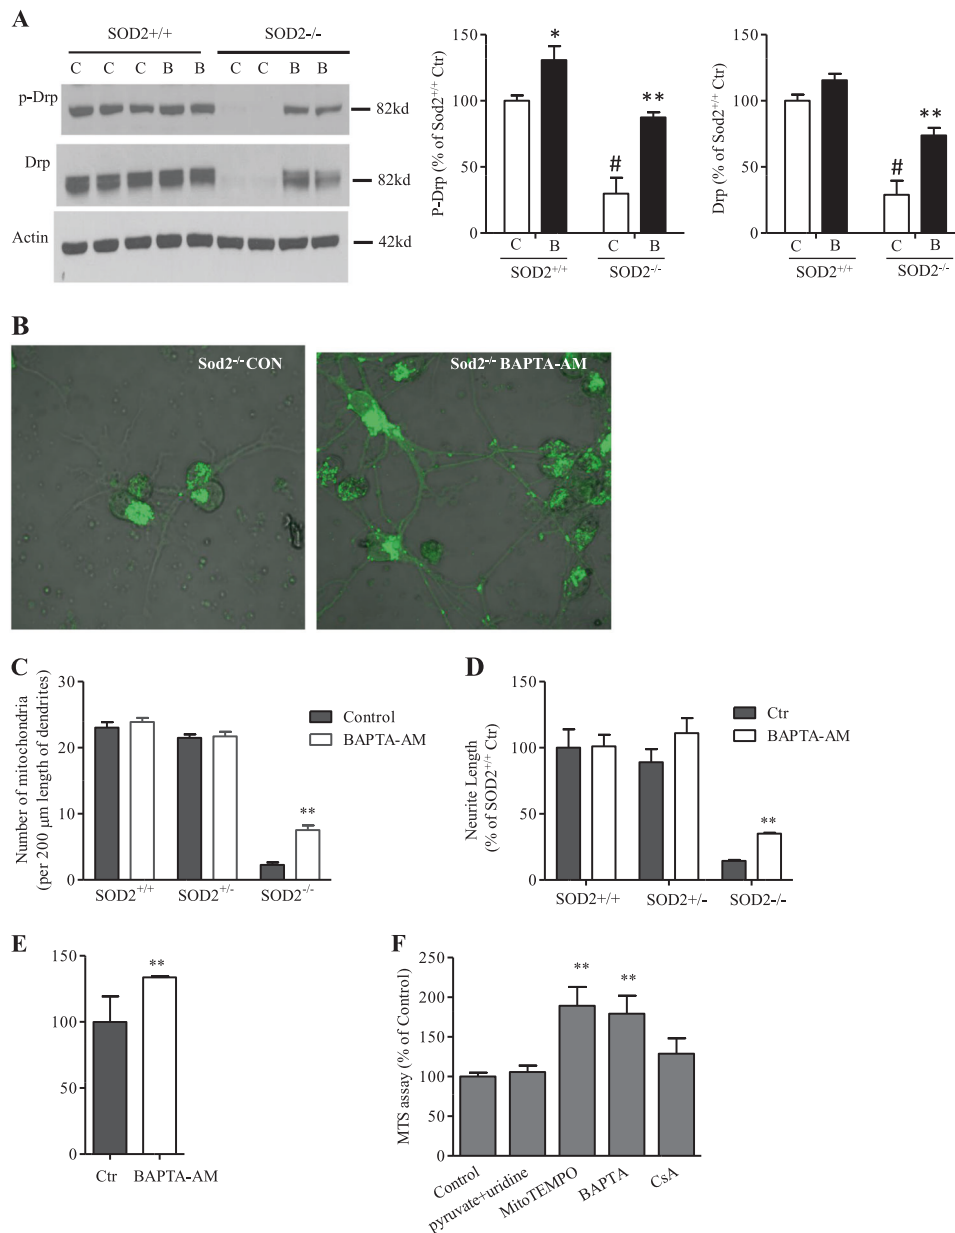 A
SOD2+/+ SOD2-/-
C C C B B C C B B
p-Drp
82kd
Drp
82kd
Actin
42kd
P-Drp (% of Sod2+/+ Ctr)
150
100
50
0
*
**
#
C B C B
SOD2+/+ SOD2-/-
Drp (% of Sod2+/+ Ctr)
150
100
50
0
**
#
C B C B
SOD2+/+ SOD2-/-
B
Sod2-/- CON
Sod2-/- BAPTA-AM
C
Number of mitochondria
(per 200 μm length of dendrites)
30
20
10
0
Control
BAPTA-AM
**
SOD2+/+ SOD2+/- SOD2-/-
D
Neurite Length
(% of SOD2+/+ Ctr)
150
100
50
0
Ctr
BAPTA-AM
**
SOD2+/+ SOD2+/- SOD2-/-
E
150
100
50
0
**
Ctr BAPTA-AM
F
MTS assay (% of Control)
250
200
150
100
50
0
** **
Control
pyruvate+uridine
MitoTEMPO
BAPTA
CsA